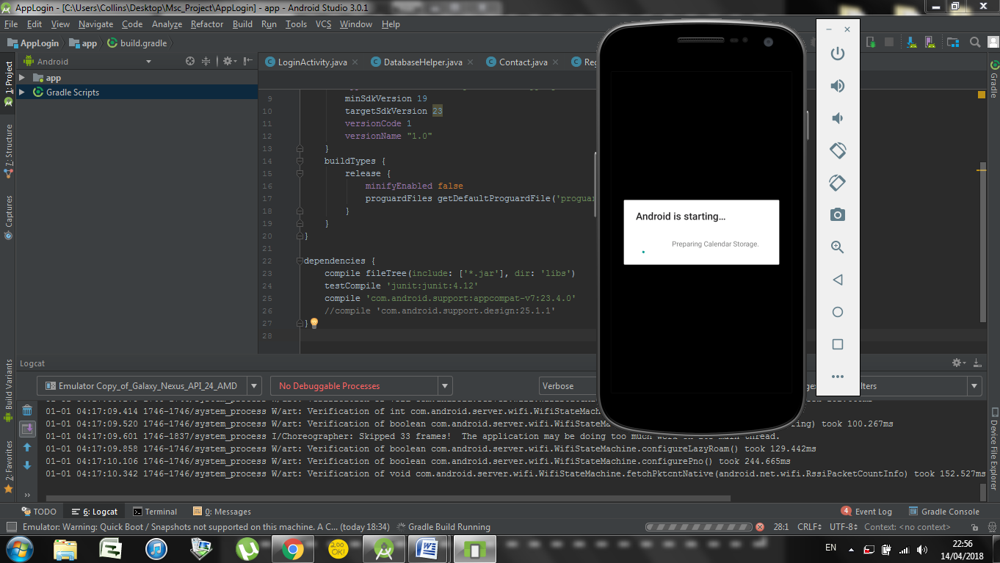 AppLogin - [C:\Users\Collins\Desktop\Msc_Project\AppLogin] - app - Android Studio 3.0.1
File Edit View Navigate Code Analyze Refactor Build Run Tools VCS Window Help
AppLogin app build.gradle
Android
LoginActivity.java DatabaseHelper.java Contact.java Reg
1: Project
7: Structure
Captures
Build Variants
2: Favorites
app
Gradle Scripts
9 minSdkVersion 19
10 targetSdkVersion 23
11 versionCode 1
12 versionName "1.0"
13 }
14 buildTypes {
15 release {
16 minifyEnabled false
17 proguardFiles getDefaultProguardFile('proguar
18 }
19 }
20 }
21
22 dependencies {
23 compile fileTree(include: ['*.jar'], dir: 'libs')
24 testCompile 'junit:junit:4.12'
25 compile 'com.android.support:appcompat-v7:23.4.0'
26 //compile 'com.android.support.design:25.1.1'
27 }
28
Android is starting…
Preparing Calendar Storage.
Gradle
Device File Explorer
Logcat
Emulator Copy_of_Galaxy_Nexus_API_24_AMD No Debuggable Processes Verbose
01-01 04:17:09.414 1746-1746/system_process W/art: Verification of int com.android.server.wifi.WifiStateMac
01-01 04:17:09.520 1746-1746/system_process W/art: Verification of boolean com.android.server.wifi.WifiStateMac ing) took 100.267ms
01-01 04:17:09.601 1746-1837/system_process I/Choreographer: Skipped 33 frames! The application may be doing too much work on its main thread.
01-01 04:17:09.858 1746-1746/system_process W/art: Verification of boolean com.android.server.wifi.WifiStateMachine.configureLazyRoam() took 129.442ms
01-01 04:17:10.106 1746-1746/system_process W/art: Verification of boolean com.android.server.wifi.WifiStateMachine.configurePno() took 244.665ms
01-01 04:17:10.342 1746-1746/system_process W/art: Verification of void com.android.server.wifi.WifiStateMachine.fetchPktcntNative(android.net.wifi.RssiPacketCountInfo) took 152.527ms
TODO 6: Logcat Terminal 0: Messages 4 Event Log Gradle Console
Emulator: Warning: Quick Boot / Snapshots not supported on this machine. A C... (today 18:34) Gradle Build Running 28:1 CRLF UTF-8 Context: <no context>
200 OK!
EN 22:56
14/04/2018